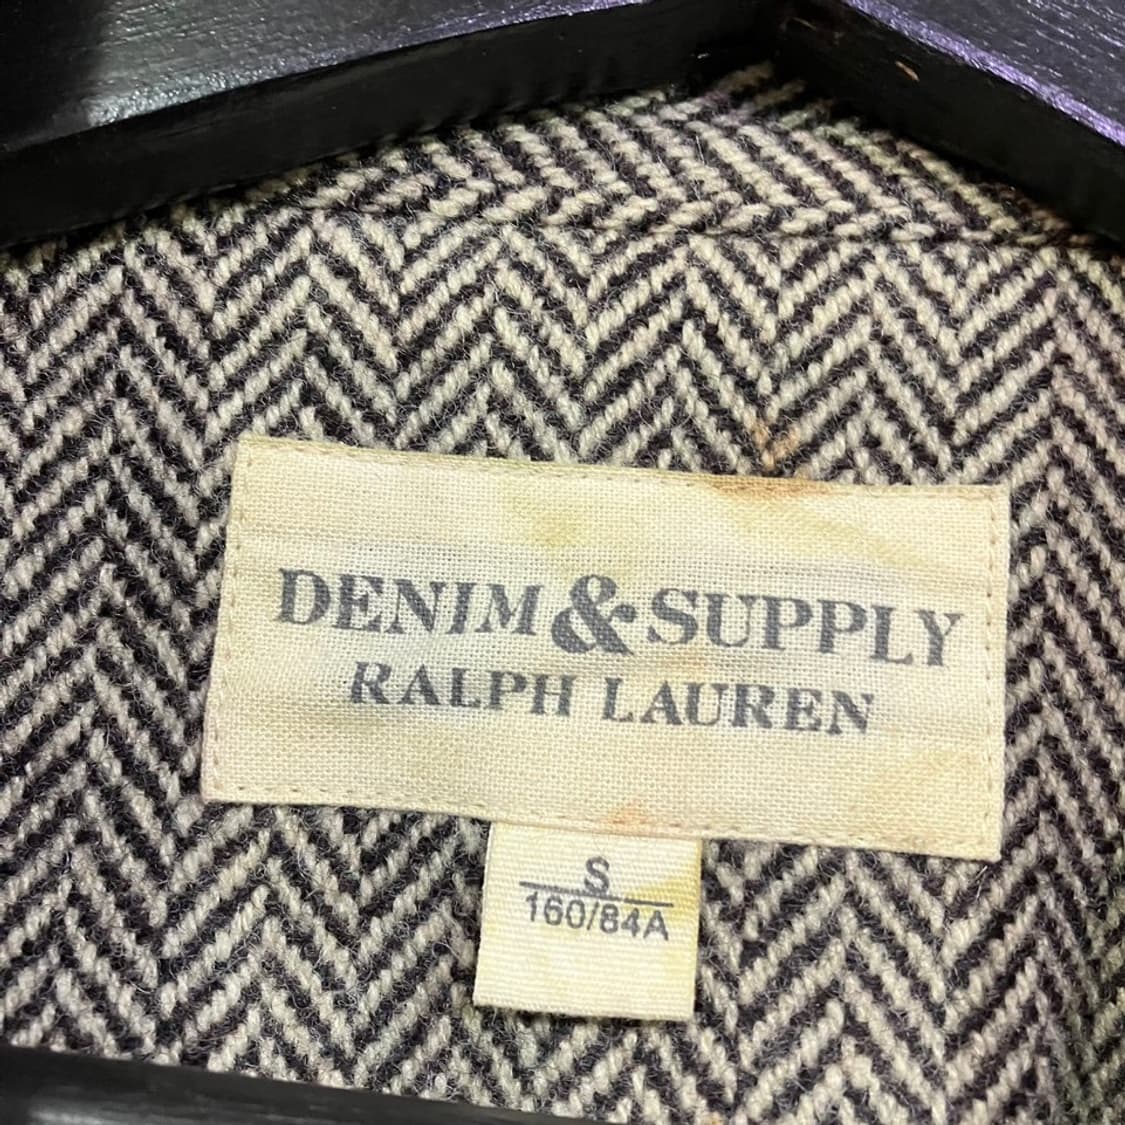 DENIM & SUPPLY
RALPH LAUREN
S
160/84A